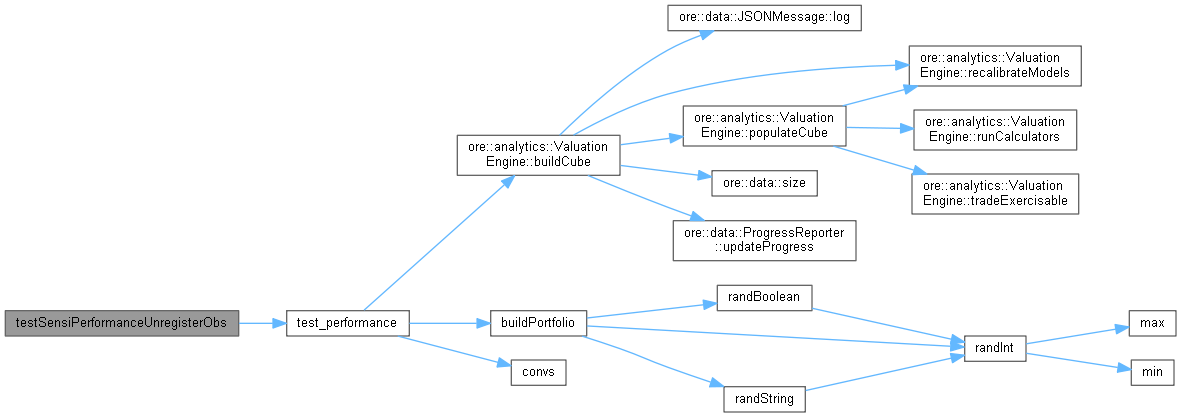 ore::data::JSONMessage::log
ore::analytics::Valuation
Engine::recalibrateModels
ore::analytics::Valuation
Engine::populateCube
ore::analytics::Valuation
Engine::runCalculators
ore::analytics::Valuation
Engine::buildCube
ore::data::size
ore::analytics::Valuation
Engine::tradeExercisable
ore::data::ProgressReporter
::updateProgress
testSensiPerformanceUnregisterObs
test_performance
buildPortfolio
randBoolean
randInt
max
convs
randString
min